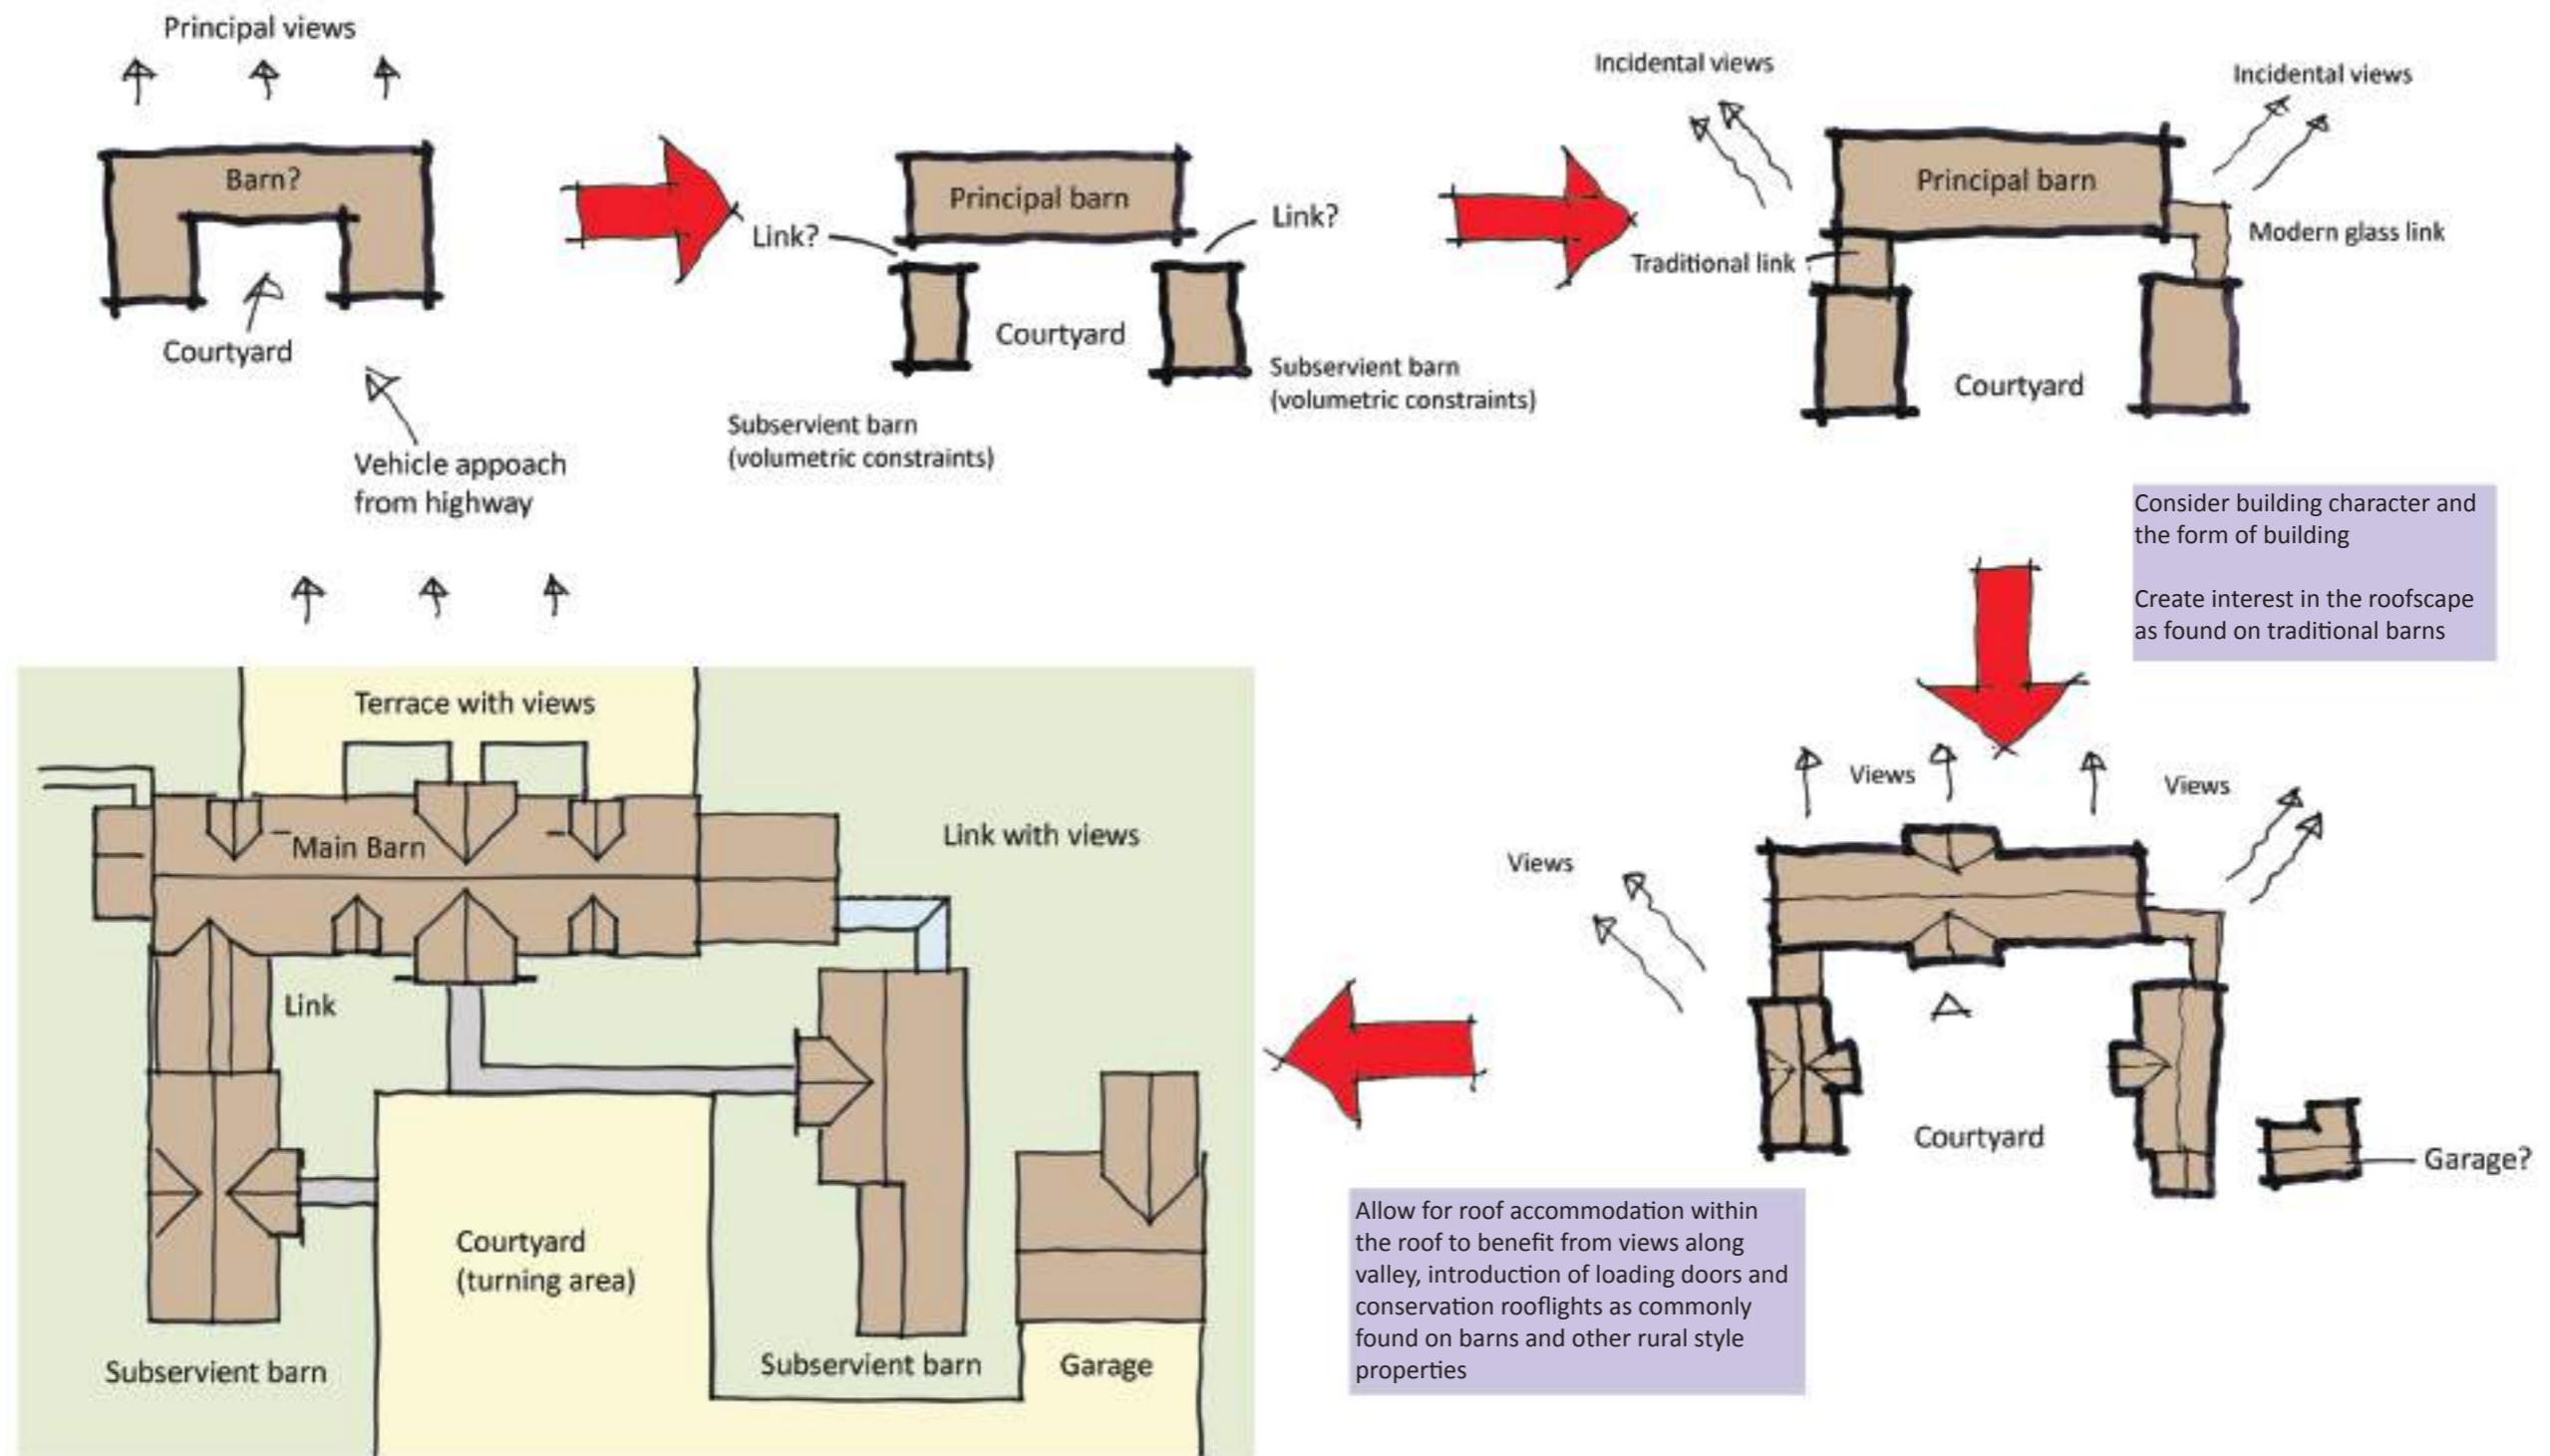 Principal views
Barn?
Courtyard
Vehicle appoach
from highway
Principal barn
Link?
Link?
Courtyard
Subservient barn
(volumetric constraints)
Subservient barn
(volumetric constraints)
Incidental views
Incidental views
Principal barn
Modern glass link
Traditional link
Courtyard
Consider building character and
the form of building
Create interest in the roofscape
as found on traditional barns
Views
Views
Views
Courtyard
Garage?
Allow for roof accommodation within
the roof to benefit from views along
valley, introduction of loading doors and
conservation rooflights as commonly
found on barns and other rural style
properties
Terrace with views
Main Barn
Link with views
Link
Courtyard
(turning area)
Subservient barn
Subservient barn
Garage